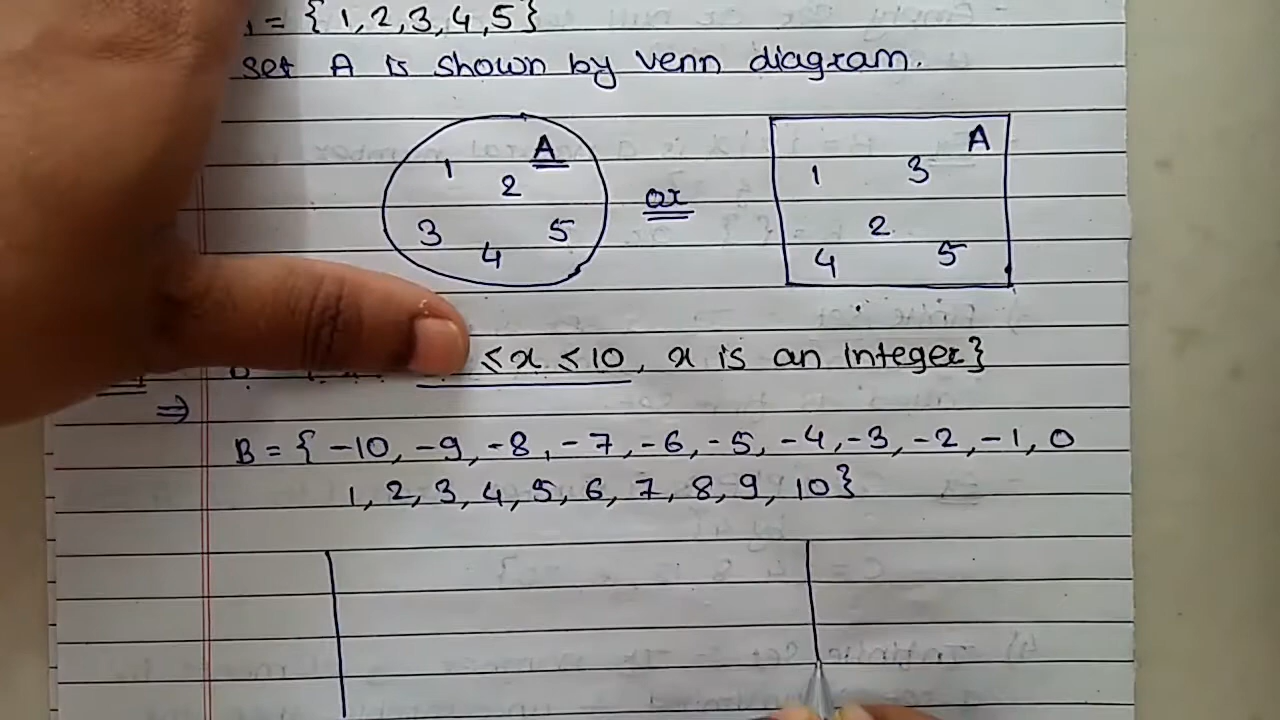 = { 1, 2, 3, 4, 5 }
set A is shown by venn diagram.
A
1
2
3
4
5
or
A
1 3
2
4 5
≤ x ≤ 10, x is an integer}
⇒
B = { -10, -9, -8, -7, -6, -5, -4, -3, -2, -1, 0
1, 2, 3, 4, 5, 6, 7, 8, 9, 10 }